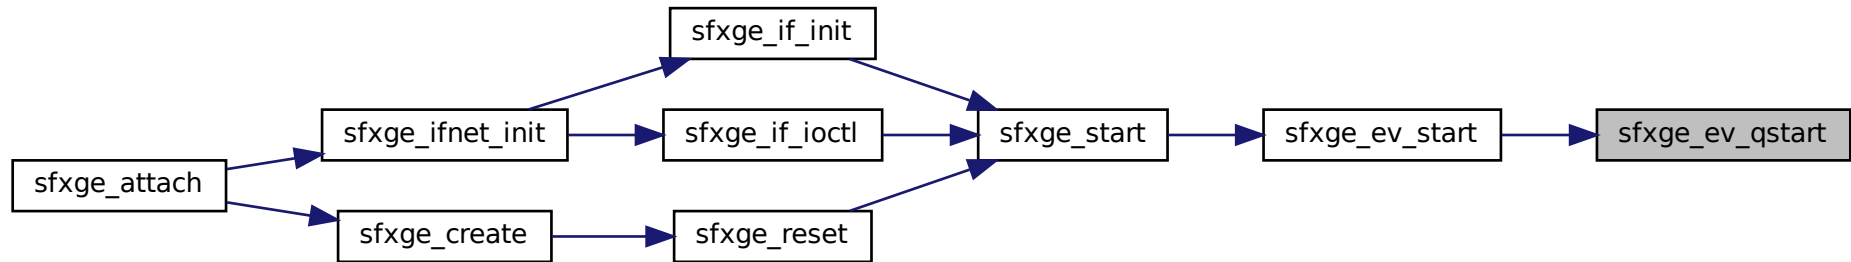 sfxge_if_init
sfxge_ifnet_init
sfxge_if_ioctl
sfxge_start
sfxge_ev_start
sfxge_ev_qstart
sfxge_attach
sfxge_create
sfxge_reset